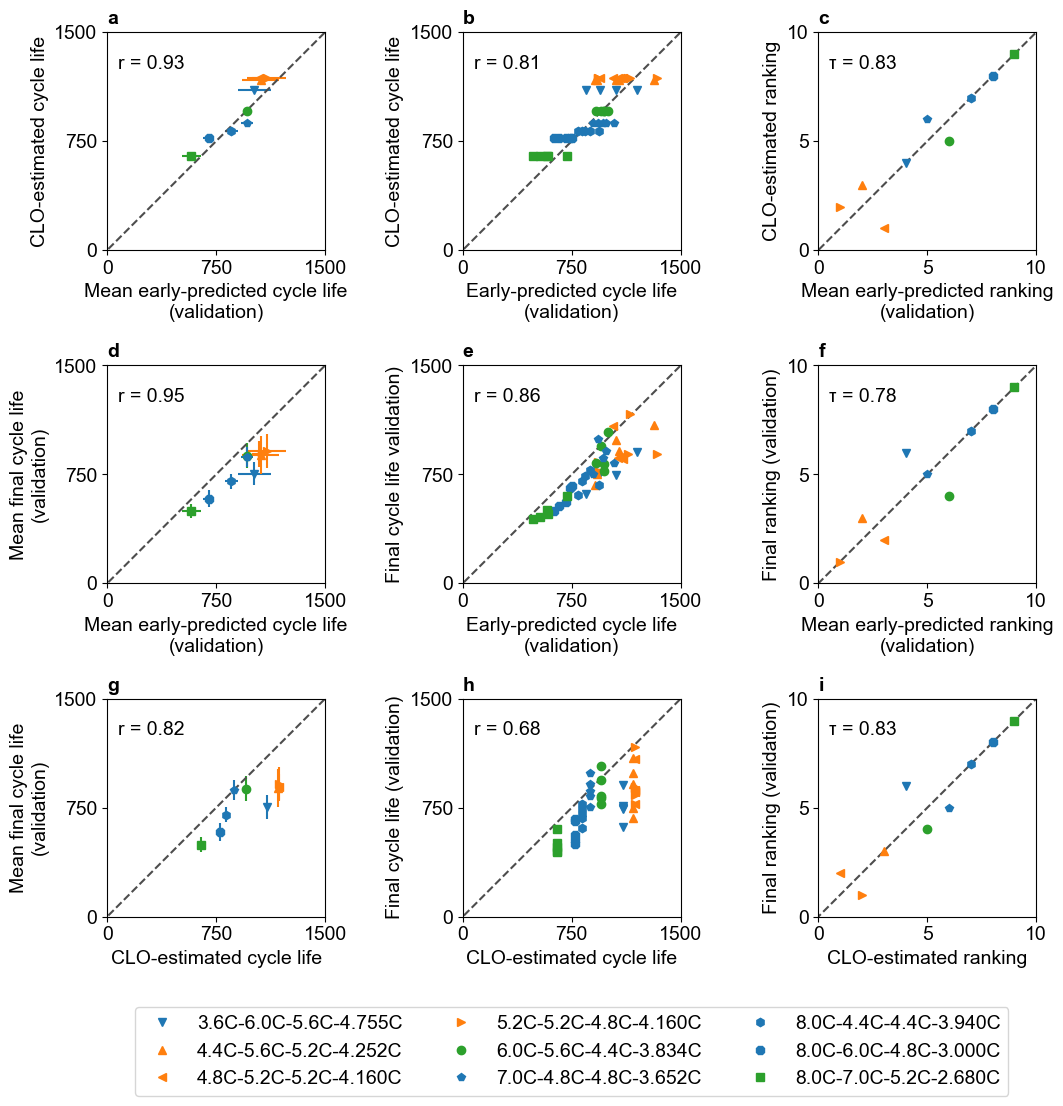 a
1500
750
0
0
750
1500
r = 0.93
CLO-estimated cycle life
Mean early-predicted cycle life
(validation)
b
1500
750
0
0
750
1500
r = 0.81
CLO-estimated cycle life
Early-predicted cycle life
(validation)
c
10
5
0
0
5
10
τ = 0.83
CLO-estimated ranking
Mean early-predicted ranking
(validation)
d
1500
750
0
0
750
1500
r = 0.95
Mean final cycle life
(validation)
Mean early-predicted cycle life
(validation)
e
1500
750
0
0
750
1500
r = 0.86
Final cycle life validation)
Early-predicted cycle life
(validation)
f
10
5
0
0
5
10
τ = 0.78
Final ranking (validation)
Mean early-predicted ranking
(validation)
g
1500
750
0
0
750
1500
r = 0.82
Mean final cycle life
(validation)
CLO-estimated cycle life
h
1500
750
0
0
750
1500
r = 0.68
Final cycle life (validation)
CLO-estimated cycle life
i
10
5
0
0
5
10
τ = 0.83
Final ranking (validation)
CLO-estimated ranking
3.6C-6.0C-5.6C-4.755C
4.4C-5.6C-5.2C-4.252C
4.8C-5.2C-5.2C-4.160C
5.2C-5.2C-4.8C-4.160C
6.0C-5.6C-4.4C-3.834C
7.0C-4.8C-4.8C-3.652C
8.0C-4.4C-4.4C-3.940C
8.0C-6.0C-4.8C-3.000C
8.0C-7.0C-5.2C-2.680C